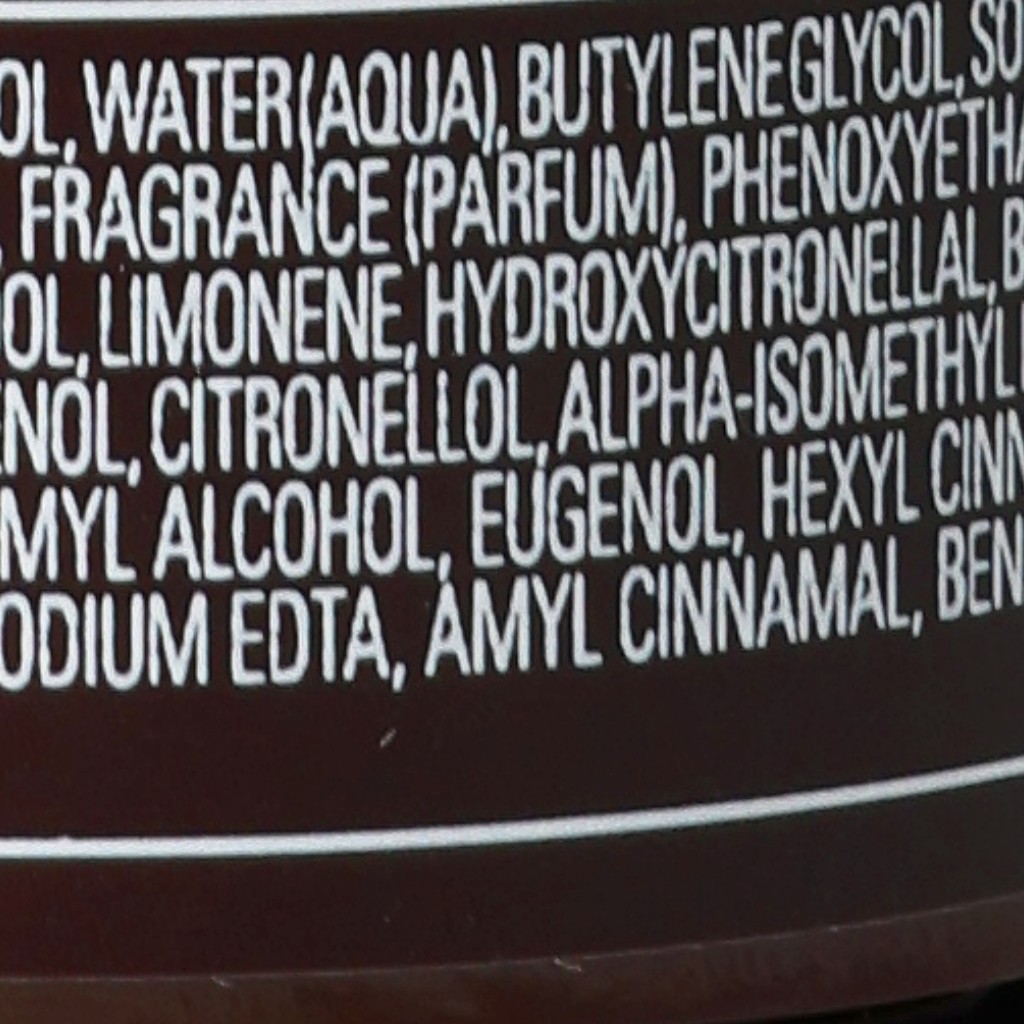 OL, WATER (AQUA), BUTYLENE GLYCOL, SO
FRAGRANCE (PARFUM), PHENOXYETHA
OL, LIMONENE, HYDROXYCITRONELLAL, B
ENOL, CITRONELLOL, ALPHA-ISOMETHYL
MYL ALCOHOL, EUGENOL, HEXYL CINN
ODIUM EDTA, AMYL CINNAMAL, BEN